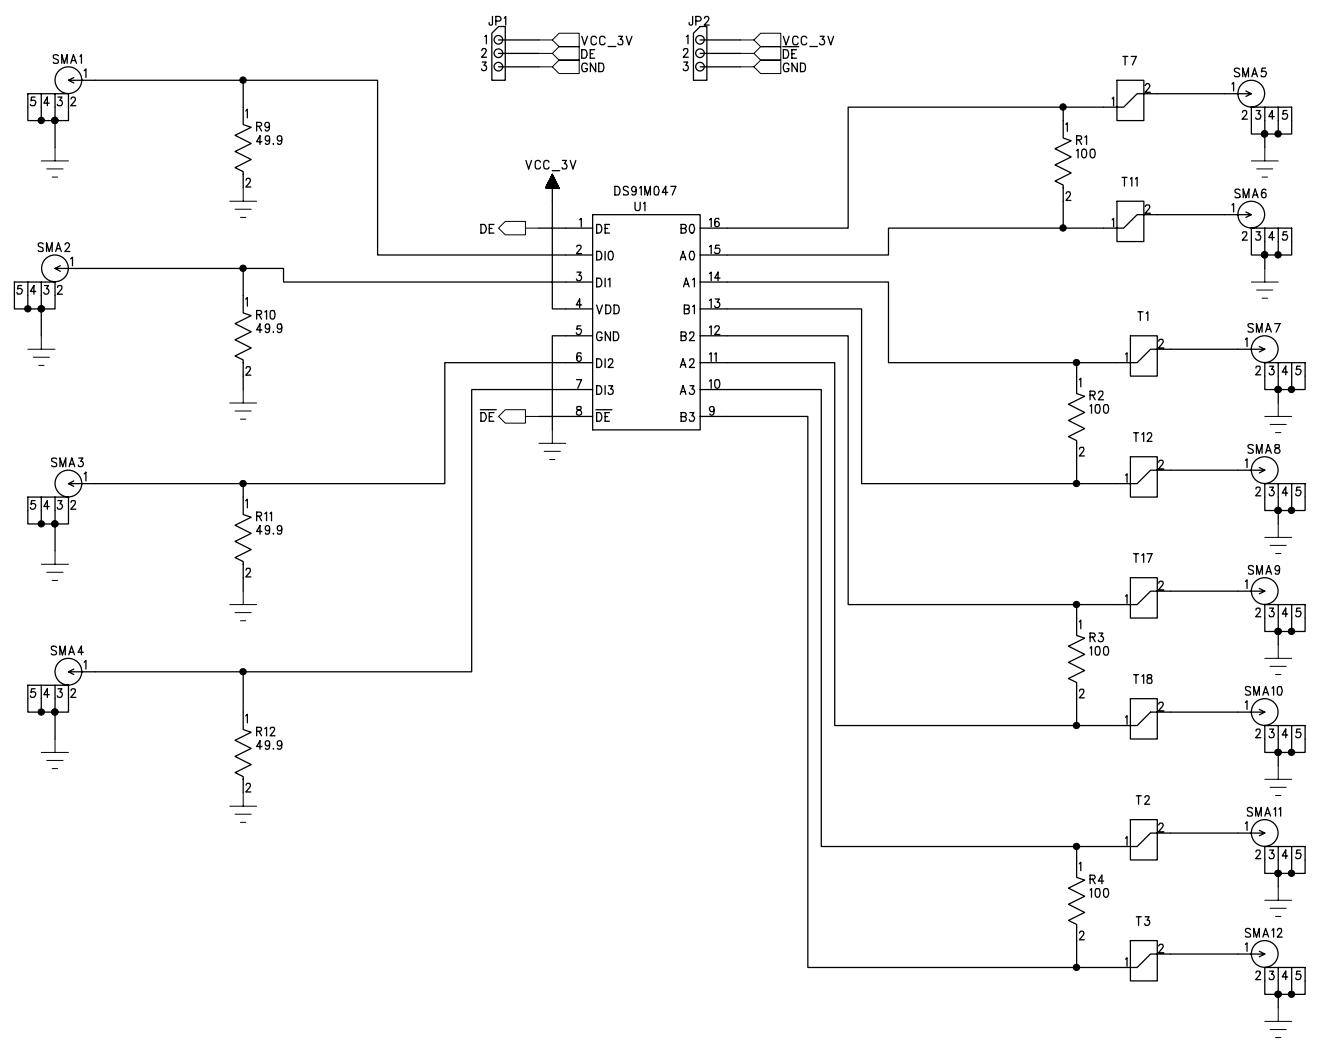 JP1
1 VCC_3V
2 DE
3 GND
JP2
1 VCC_3V
2 D̅E̅
3 GND
SMA1
1
5 4 3 2
1
R9
49.9
2
SMA2
1
5 4 3 2
1
R10
49.9
2
SMA3
1
5 4 3 2
1
R11
49.9
2
SMA4
1
5 4 3 2
1
R12
49.9
2
VCC_3V
DS91M047
U1
DE 1 DE B0 16
2 DI0 A0 15
3 DI1 A1 14
4 VDD B1 13
5 GND B2 12
6 DI2 A2 11
7 DI3 A3 10
D̅E̅ 8 D̅E̅ B3 9
T7
1 2
SMA5
1
2 3 4 5
1
R1
100
2
T11
1 2
SMA6
1
2 3 4 5
T1
1 2
SMA7
1
2 3 4 5
1
R2
100
2
T12
1 2
SMA8
1
2 3 4 5
T17
1 2
SMA9
1
2 3 4 5
1
R3
100
2
T18
1 2
SMA10
1
2 3 4 5
T2
1 2
SMA11
1
2 3 4 5
1
R4
100
2
T3
1 2
SMA12
1
2 3 4 5